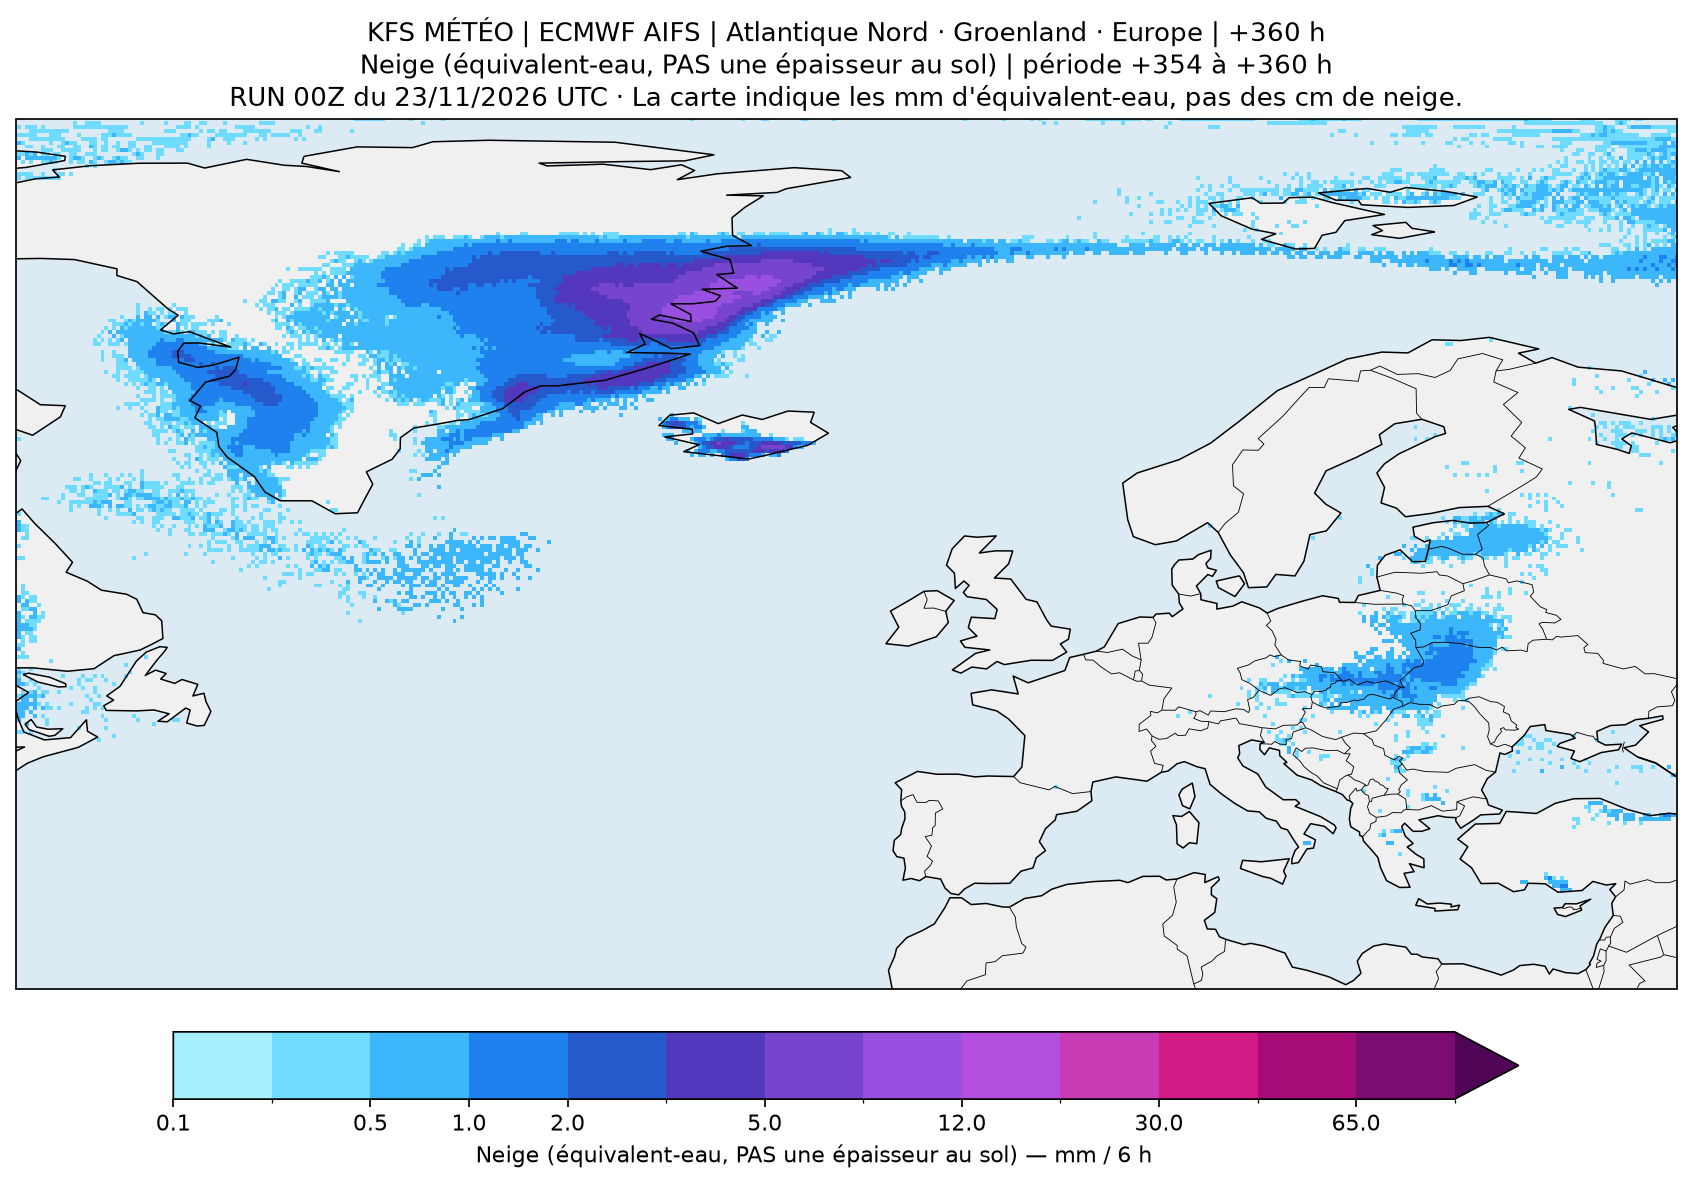 KFS MÉTÉO | ECMWF AIFS | Atlantique Nord · Groenland · Europe | +360 h
Neige (équivalent-eau, PAS une épaisseur au sol) | période +354 à +360 h
RUN 00Z du 23/11/2026 UTC · La carte indique les mm d'équivalent-eau, pas des cm de neige.
0.1 0.5 1.0 2.0 5.0 12.0 30.0 65.0
Neige (équivalent-eau, PAS une épaisseur au sol) — mm / 6 h